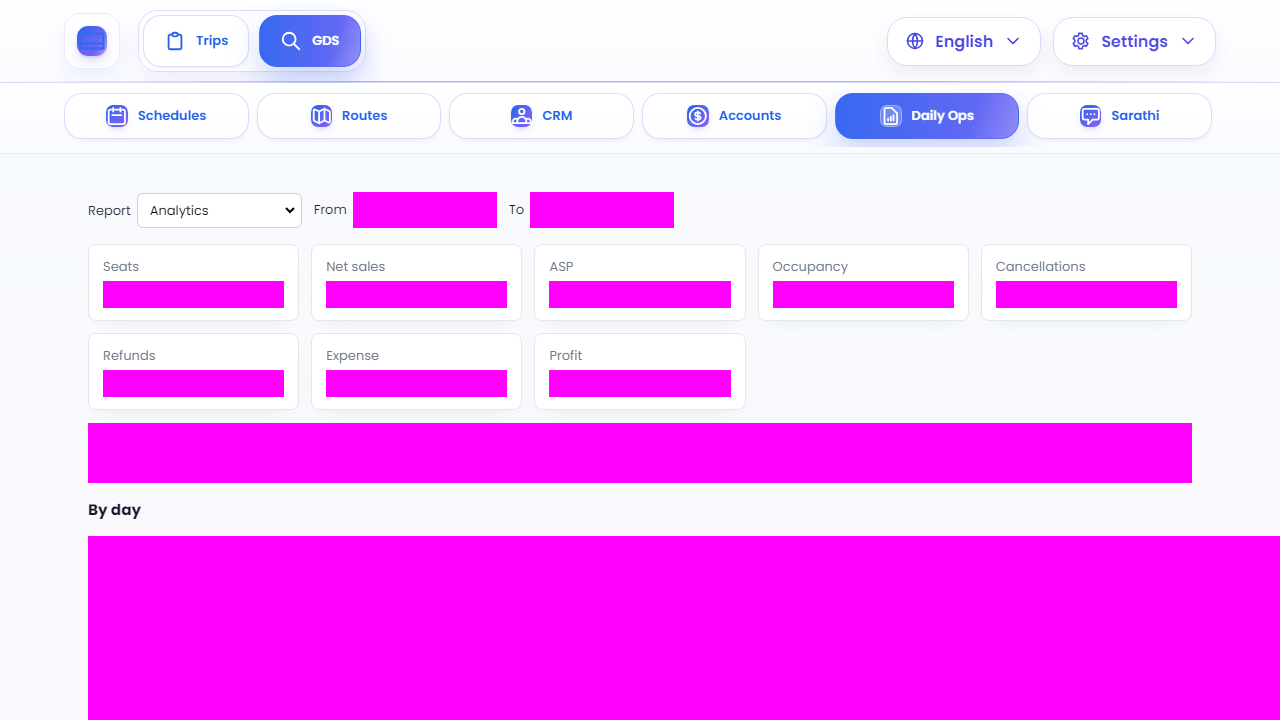 Trips
GDS
English
Settings
Schedules
Routes
CRM
Accounts
Daily Ops
Sarathi
Report
Analytics
From
To
Seats
Net sales
ASP
Occupancy
Cancellations
Refunds
Expense
Profit
By day